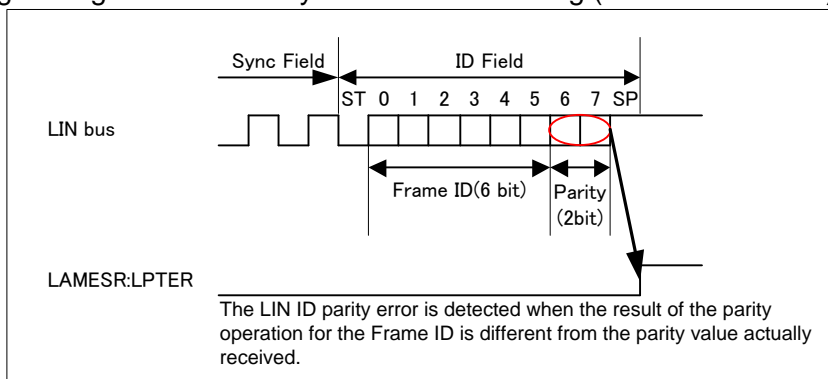 Sync Field
ID Field
ST 0 1 2 3 4 5 6 7 SP
LIN bus
Frame ID(6 bit)
Parity
(2bit)
LAMESR:LPTER
The LIN ID parity error is detected when the result of the parity
operation for the Frame ID is different from the parity value actually
received.